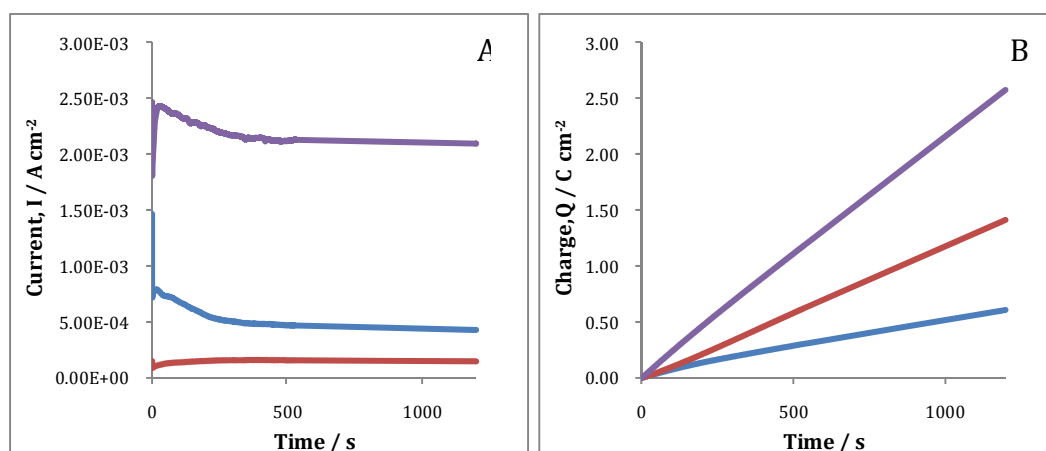 A
3.00E-03
2.50E-03
2.00E-03
1.50E-03
1.00E-03
5.00E-04
0.00E+00
Current, I / A cm-2
0
500
1000
Time / s
B
3.00
2.50
2.00
1.50
1.00
0.50
0.00
Charge,Q / C cm-2
0
500
1000
Time / s